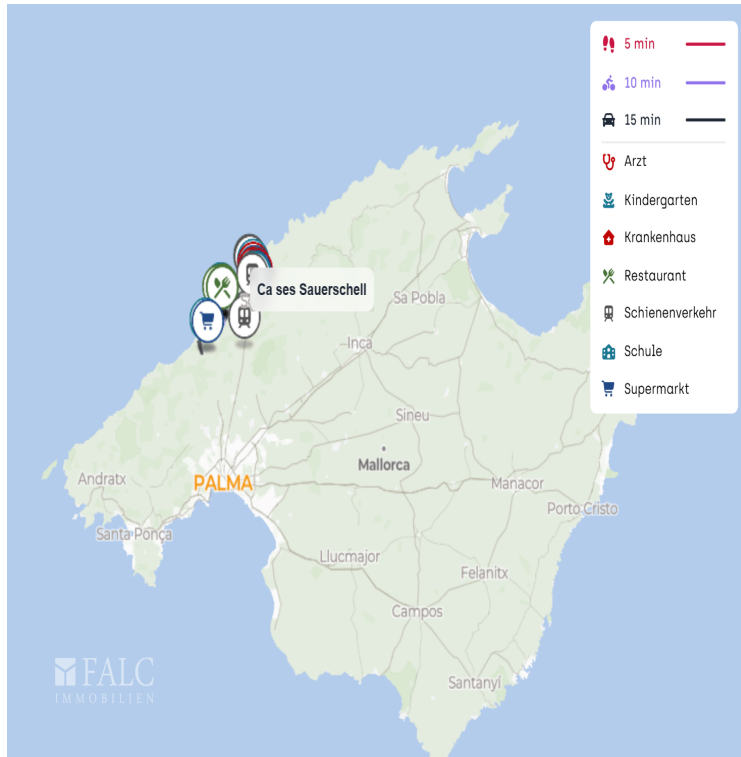 5 min
10 min
15 min
Arzt
Kindergarten
Krankenhaus
Restaurant
Schienenverkehr
Schule
Supermarkt
Ca ses Sauerschell
Sa Pobla
Inca
Sineu
Mallorca
Andratx
PALMA
Manacor
Porto Cristo
Santa Ponça
Llucmajor
Felanitx
Campos
Santanyí
FALC
IMMOBILIEN